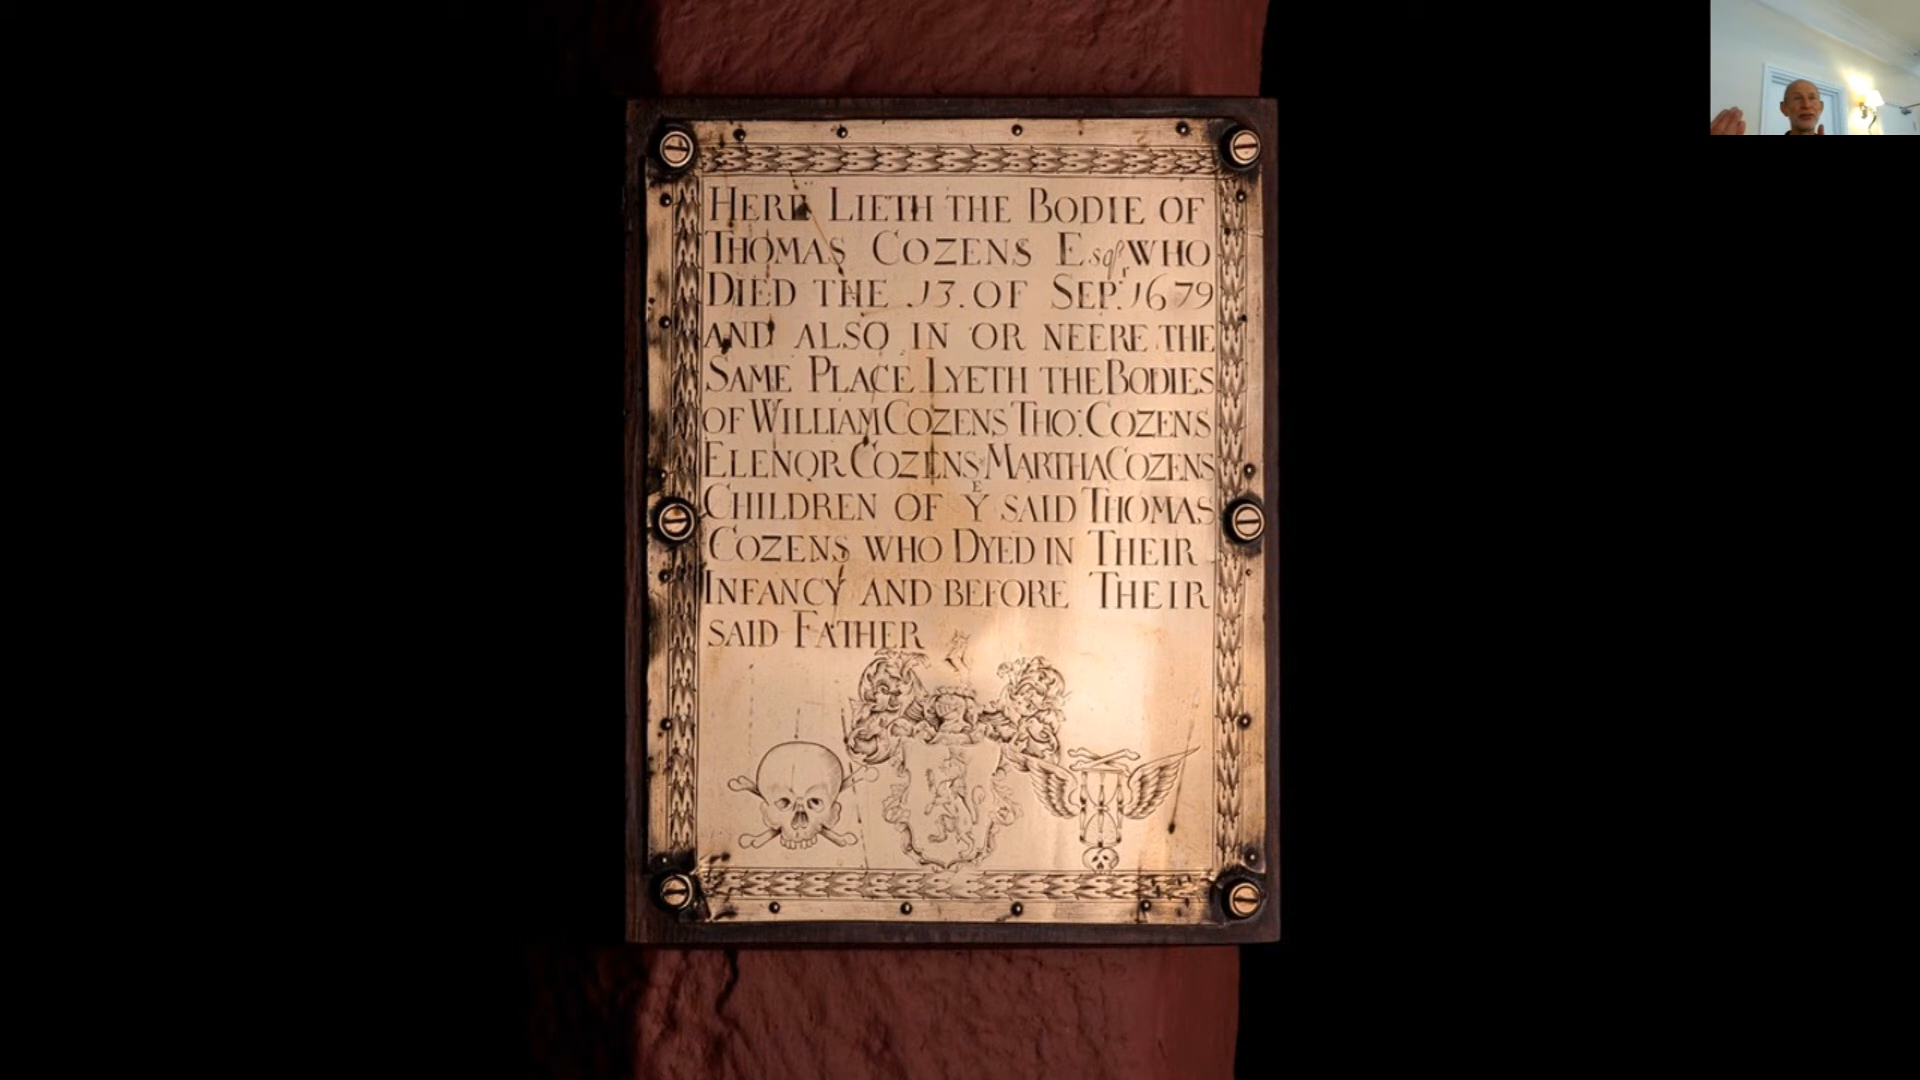 HERE LIETH THE BODIE OF
THOMAS COZENS Esqr WHO
DIED THE 13. OF SEPr. 1679
AND ALSO IN OR NEERE THE
SAME PLACE LYETH THE BODIES
OF WILLIAM COZENS THO: COZENS
ELENOR COZENS MARTHA COZENS
CHILDREN OF YE SAID THOMAS
COZENS WHO DYED IN THEIR
INFANCY AND BEFORE THEIR
SAID FATHER